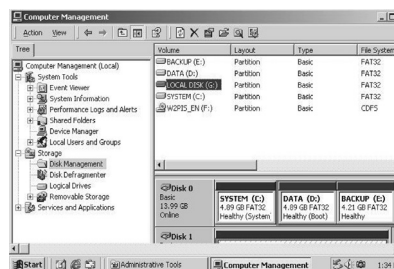 Computer Management
Action View
Tree
Computer Management (Local)
System Tools
Event Viewer
System Information
Performance Logs and Alerts
Shared Folders
Device Manager
Local Users and Groups
Storage
Disk Management
Disk Defragmenter
Logical Drives
Removable Storage
Services and Applications
Volume Layout Type File System
BACKUP (E:) Partition Basic FAT32
DATA (D:) Partition Basic FAT32
LOCAL DISK (G:) Partition Basic FAT32
SYSTEM (C:) Partition Basic FAT32
W2PIS_EN (F:) Partition Basic CDFS
Disk 0
Basic
13.99 GB
Online
SYSTEM (C:)
4.89 GB FAT32
Healthy (System
DATA (D:)
4.89 GB FAT32
Healthy (Boot)
BACKUP (E:)
4.21 GB FAT32
Healthy
Disk 1
Start Administrative Tools Computer Management 1:34